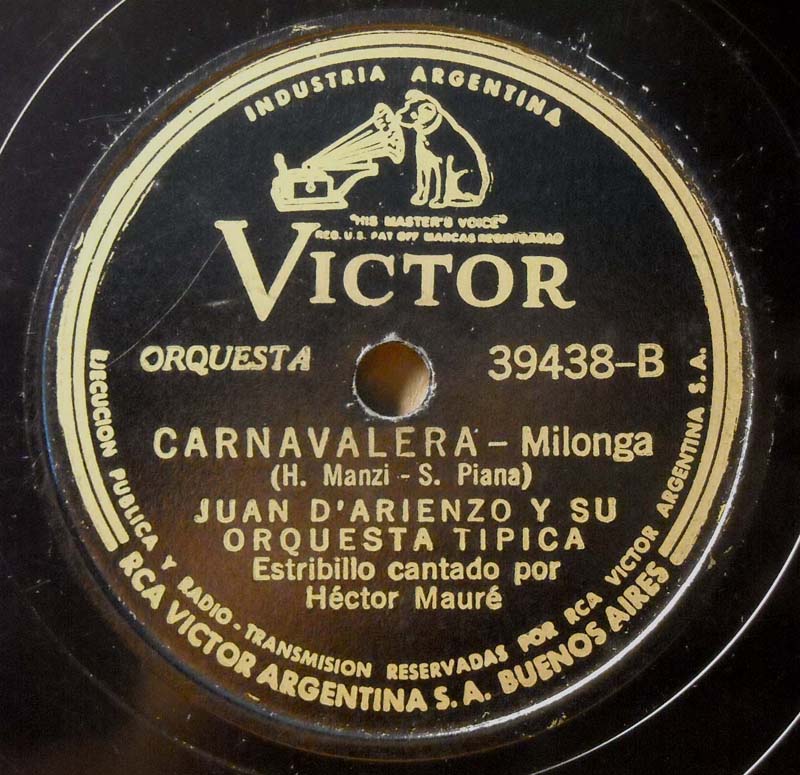 INDUSTRIA ARGENTINA
"HIS MASTER'S VOICE"
REG. U.S. PAT OFF MARCAS REGISTRADAS
VICTOR
ORQUESTA 39438-B
CARNAVALERA - Milonga
(H. Manzi - S. Piana)
JUAN D'ARIENZO Y SU
ORQUESTA TIPICA
Estribillo cantado por
Héctor Mauré
EJECUCION PUBLICA Y RADIO-TRANSMISION RESERVADAS POR RCA VICTOR ARGENTINA S.A.
RCA VICTOR ARGENTINA S.A. BUENOS AIRES